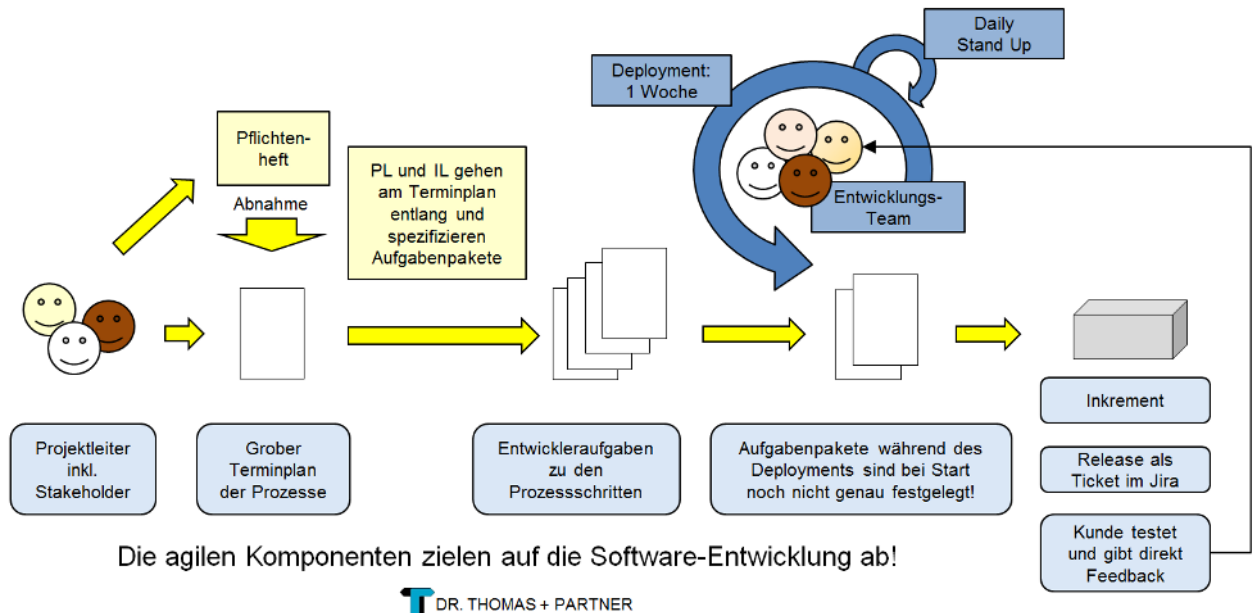 Daily
Stand Up
Deployment:
1 Woche
Pflichten-
heft
Abnahme
PL und IL gehen
am Terminplan
entlang und
spezifizieren
Aufgabenpakete
Entwicklungs-
Team
Projektleiter
inkl.
Stakeholder
Grober
Terminplan
der Prozesse
Entwickleraufgaben
zu den
Prozessschritten
Aufgabenpakete während des
Deployments sind bei Start
noch nicht genau festgelegt!
Inkrement
Release als
Ticket im Jira
Kunde testet
und gibt direkt
Feedback
Die agilen Komponenten zielen auf die Software-Entwicklung ab!
DR. THOMAS + PARTNER